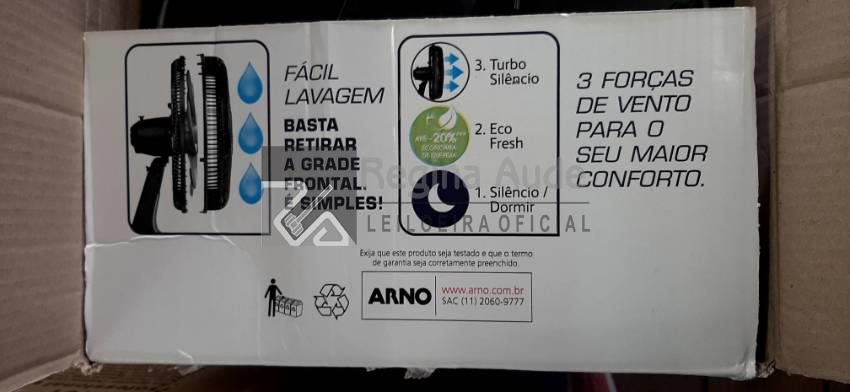 FÁCIL
LAVAGEM
BASTA
RETIRAR
A GRADE
FRONTAL.
É SIMPLES!
3. Turbo
Silêncio
ATÉ -20%***
ECONOMIA
DE ENERGIA
2. Eco
Fresh
1. Silêncio /
Dormir
3 FORÇAS
DE VENTO
PARA O
SEU MAIOR
CONFORTO.
Regina Aude
LEILOEIRA OFICIAL
Exija que este produto seja testado e que o termo
de garantia seja corretamente preenchido.
ARNO
www.arno.com.br
SAC (11) 2060-9777